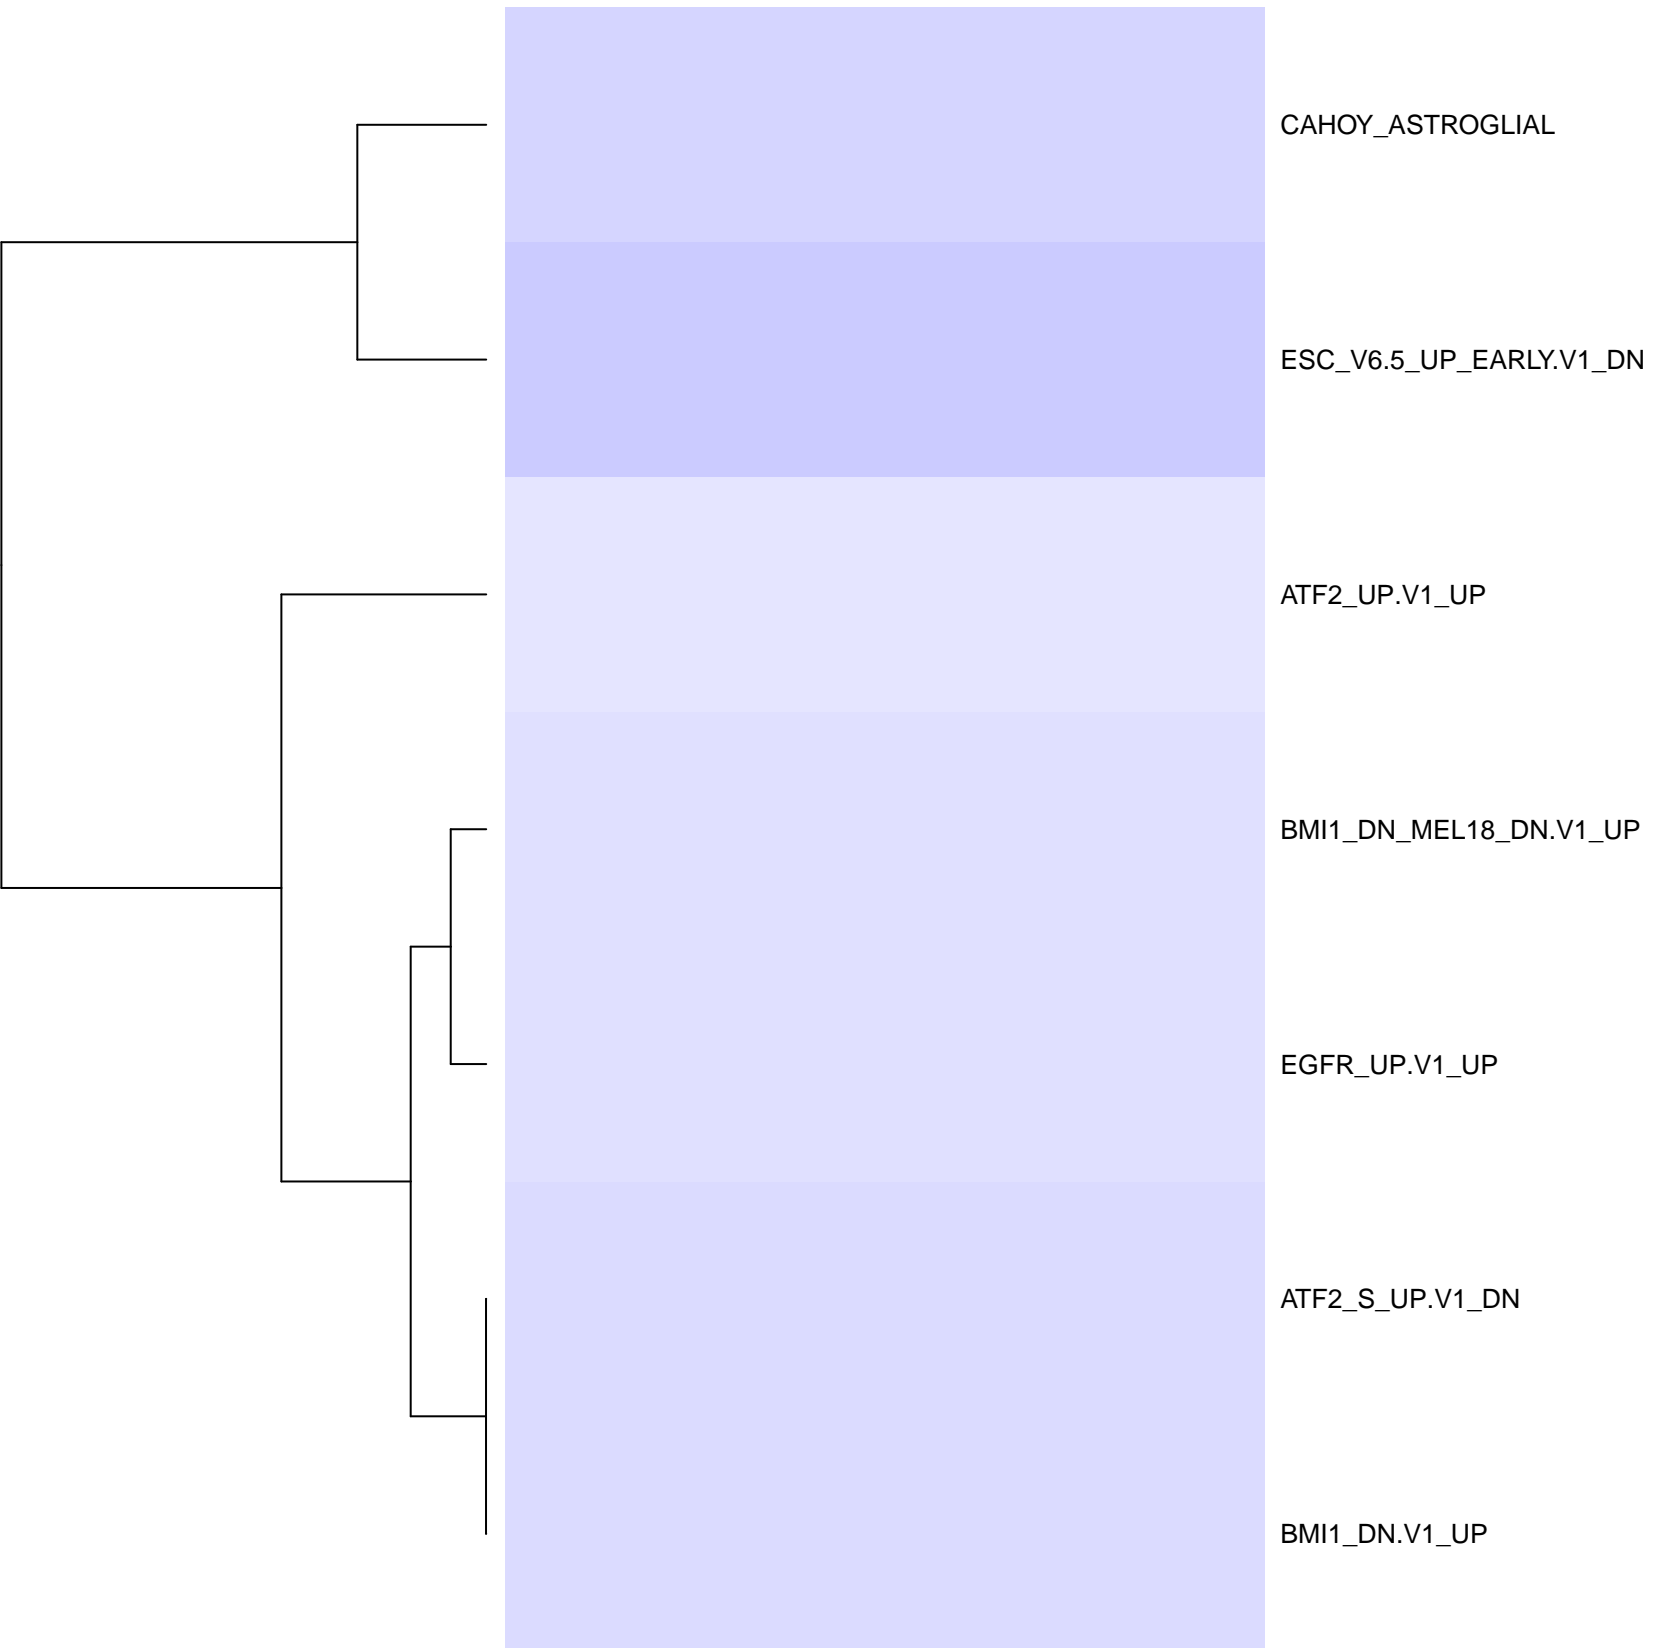 CAHOY_ASTROGLIAL
ESC_V6.5_UP_EARLY.V1_DN
ATF2_UP.V1_UP
BMI1_DN_MEL18_DN.V1_UP
EGFR_UP.V1_UP
ATF2_S_UP.V1_DN
BMI1_DN.V1_UP